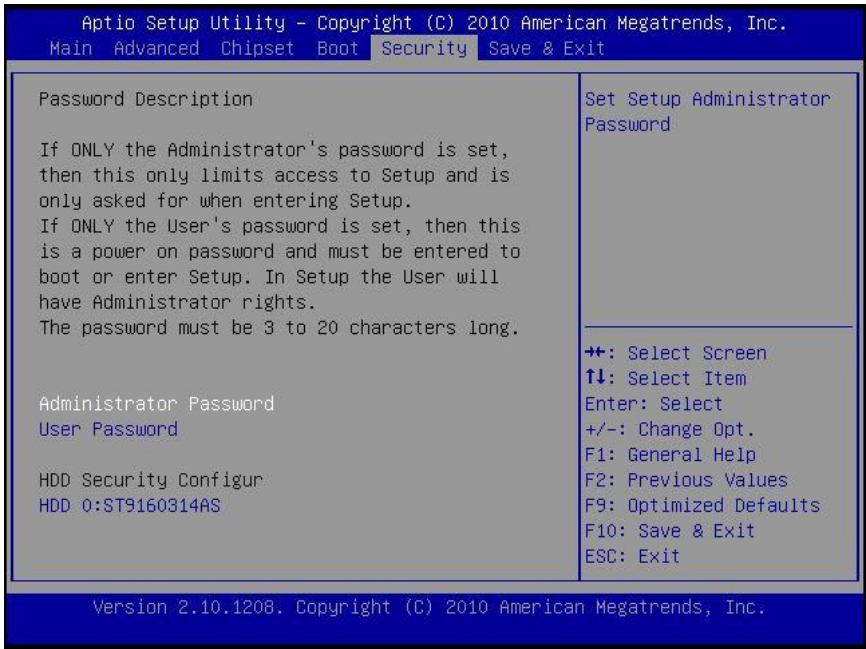 Aptio Setup Utility – Copyright (C) 2010 American Megatrends, Inc.
Main Advanced Chipset Boot Security Save & Exit
Password Description
If ONLY the Administrator's password is set,
then this only limits access to Setup and is
only asked for when entering Setup.
If ONLY the User's password is set, then this
is a power on password and must be entered to
boot or enter Setup. In Setup the User will
have Administrator rights.
The password must be 3 to 20 characters long.
Administrator Password
User Password
HDD Security Configur
HDD 0:ST9160314AS
Set Setup Administrator
Password
→←: Select Screen
↑↓: Select Item
Enter: Select
+/-: Change Opt.
F1: General Help
F2: Previous Values
F9: Optimized Defaults
F10: Save & Exit
ESC: Exit
Version 2.10.1208. Copyright (C) 2010 American Megatrends, Inc.